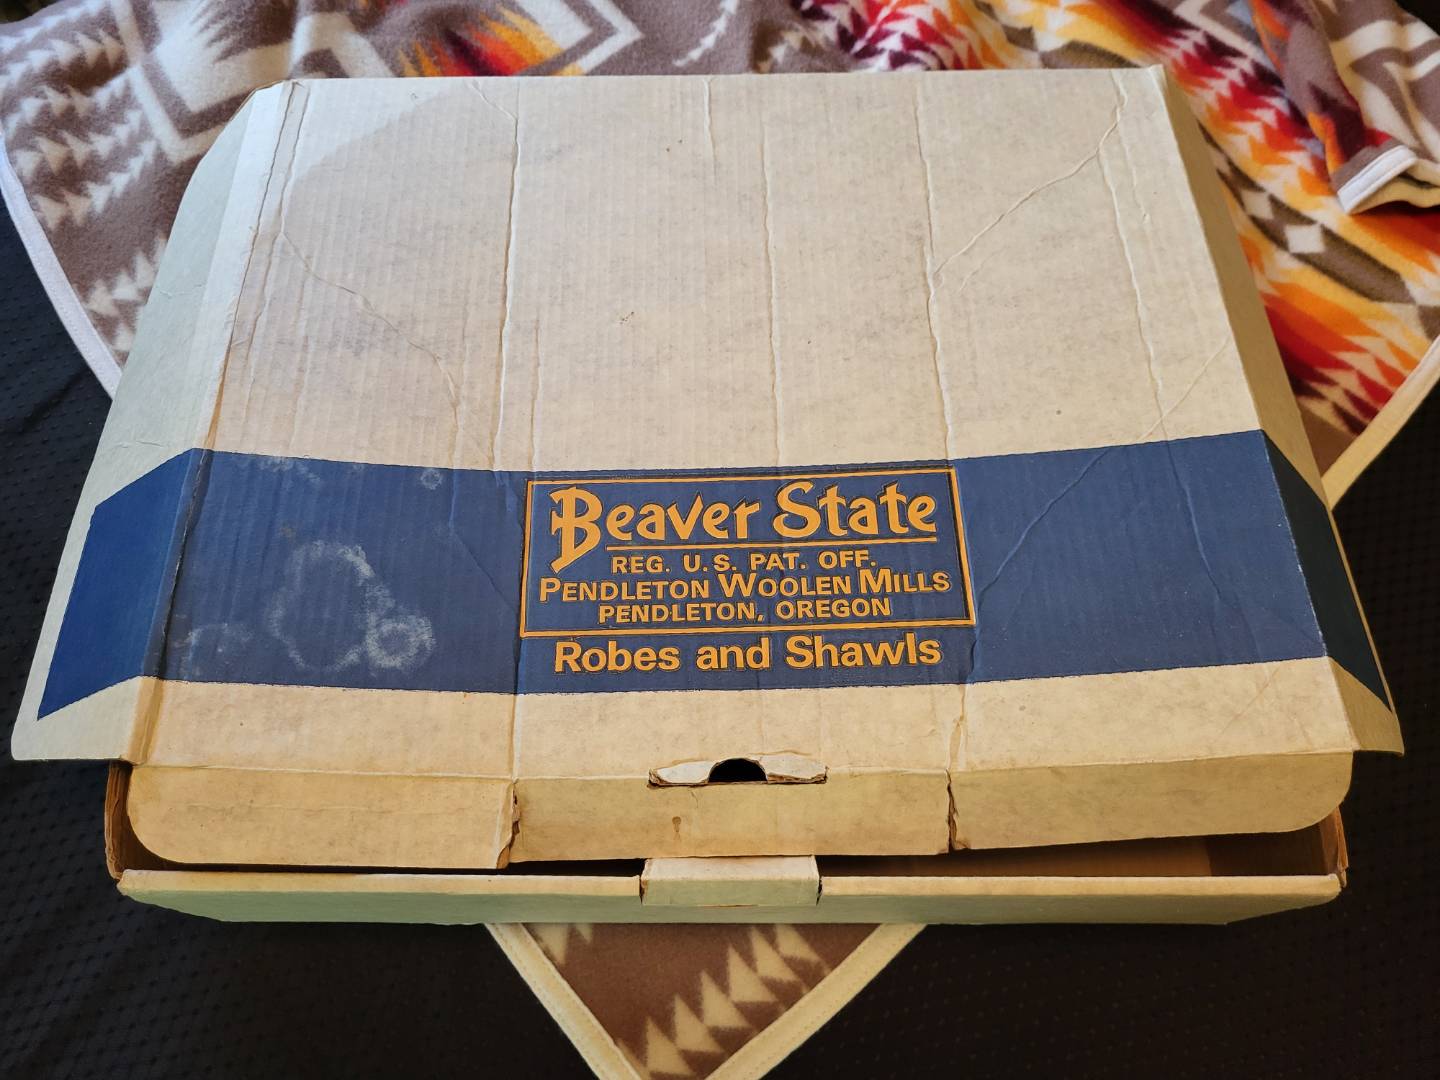 Beaver State
REG. U.S. PAT. OFF.
PENDLETON WOOLEN MILLS
PENDLETON, OREGON
Robes and Shawls